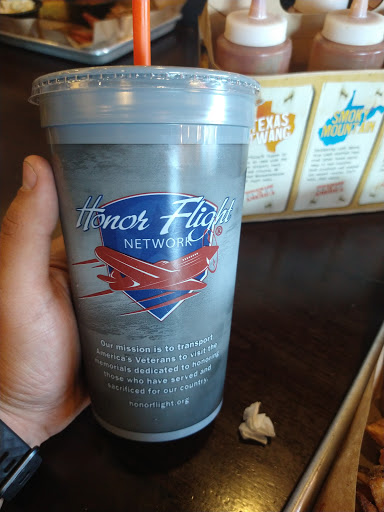 Honor Flight
NETWORK
®
Our mission is to transport
America's Veterans to visit the
memorials dedicated to honoring
those who have served and
sacrificed for our country.
honorflight.org
TEXAS
TWANG
SMOKY
MOUNTAIN